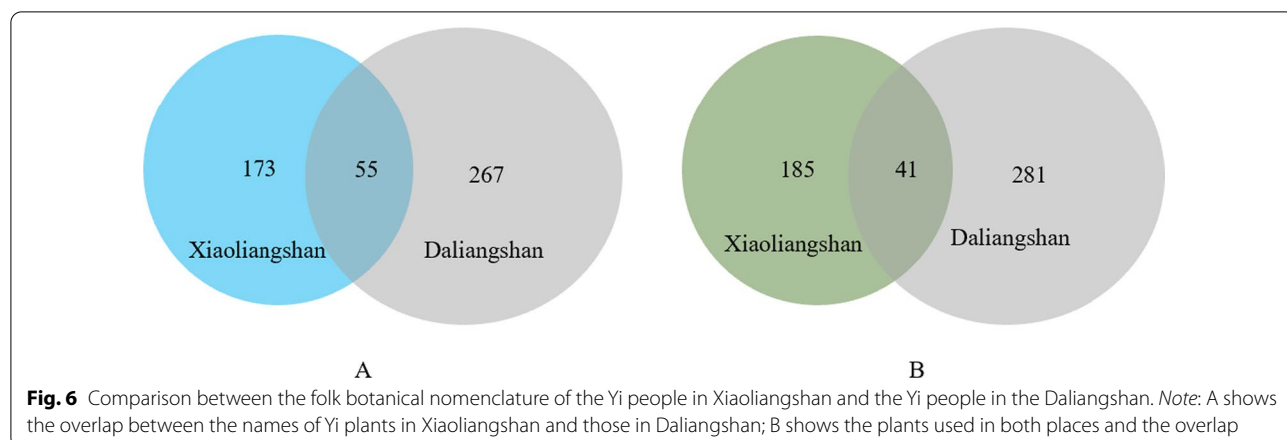 173 55 267
Xiaoliangshan Daliangshan
A
185 41 281
Xiaoliangshan Daliangshan
B
Fig. 6 Comparison between the folk botanical nomenclature of the Yi people in Xiaoliangshan and the Yi people in the Daliangshan. Note: A shows
the overlap between the names of Yi plants in Xiaoliangshan and those in Daliangshan; B shows the plants used in both places and the overlap